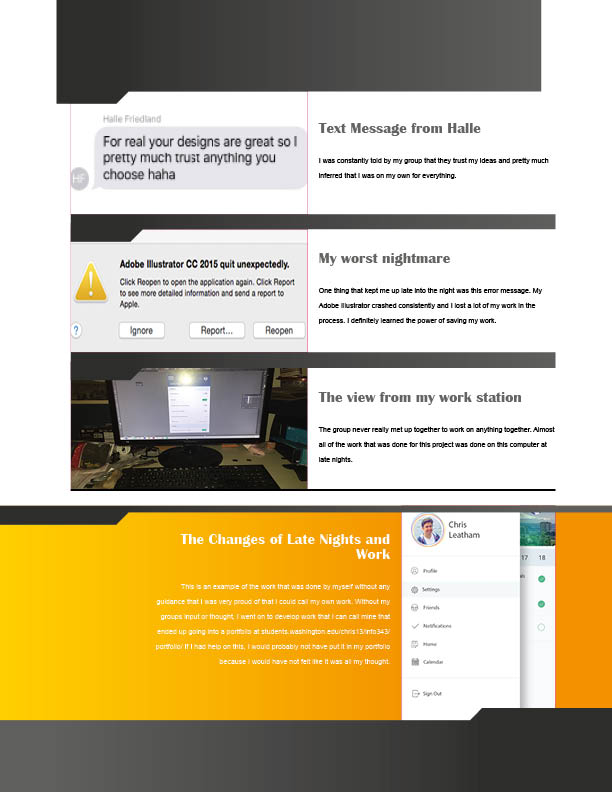 Halle Friedland
For real your designs are great so I
pretty much trust anything you
choose haha
HF
Text Message from Halle
I was constantly told by my group that they trust my ideas and pretty much
inferred that I was on my own for everything.
Adobe Illustrator CC 2015 quit unexpectedly.
Click Reopen to open the application again. Click Report
to see more detailed information and send a report to
Apple.
?
Ignore
Report...
Reopen
My worst nightmare
One thing that kept me up late into the night was this error message. My
Adobe Illustrator crashed consistently and I lost a lot of my work in the
process. I definitely learned the power of saving my work.
The view from my work station
The group never really met up together to work on anything together. Almost
all of the work that was done for this project was done on this computer at
late nights.
The Changes of Late Nights and
Work
This is an example of the work that was done by myself without any
guidance that I was very proud of that I could call my own work. Without my
groups input or thought, I went on to develop work that I can call mine that
ended up going into a portfolio at students.washington.edu/chris13/info343/
portfolio/ If I had help on this, I would probably not have put it in my portfolio
because I would have not felt like it was all my thought.
Chris
Leatham
Profile
Settings
Friends
Notifications
Home
Calendar
Sign Out
17 18